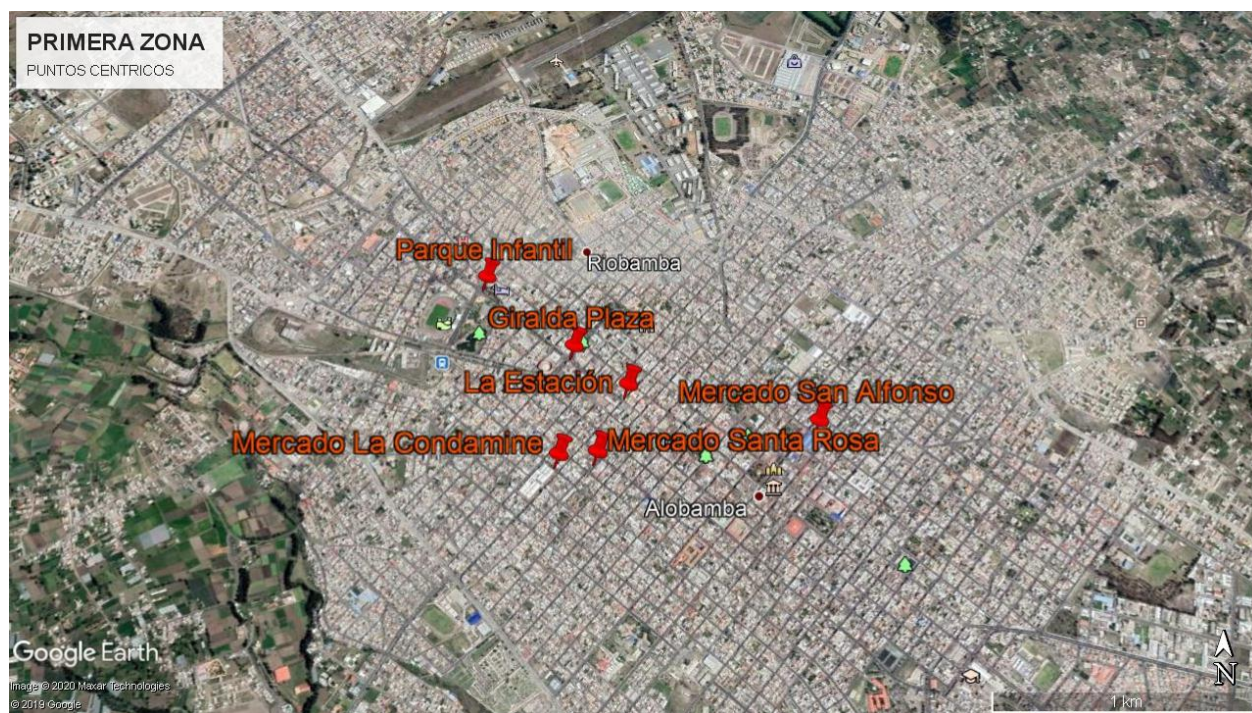 PRIMERA ZONA
PUNTOS CENTRICOS
Parque Infantil
Riobamba
Giralda Plaza
La Estación
Mercado San Alfonso
Mercado La Condamine
Mercado Santa Rosa
Alobamba
Google Earth
Image © 2020 Maxar Technologies
© 2019 Google
N
1 km